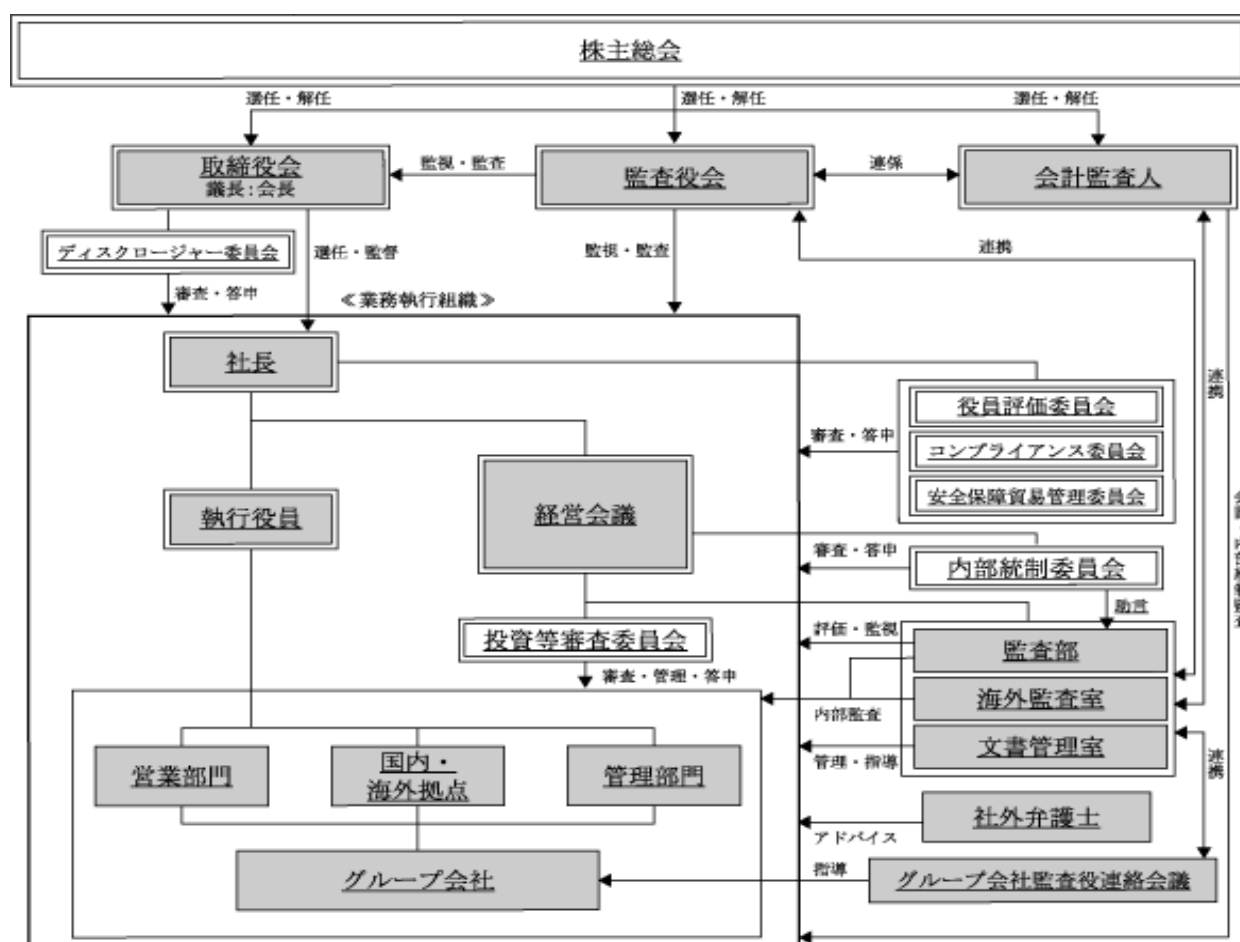 株主総会
選任・解任
選任・解任
選任・解任
取締役会
議長:会長
監視・監査
監査役会
連係
会計監査人
ディスクロージャー委員会
選任・監督
監視・監査
連携
審査・答申
≪業務執行組織≫
社長
連携
役員評価委員会
審査・答申
コンプライアンス委員会
安全保障貿易管理委員会
執行役員
経営会議
審査・答申
内部統制委員会
助言
投資等審査委員会
評価・監視
監査部
審査・管理・答申
海外監査室
内部監査
文書管理室
管理・指導
連携
営業部門
国内・
海外拠点
管理部門
社外弁護士
アドバイス
グループ会社
指導
グループ会社監査役連絡会議